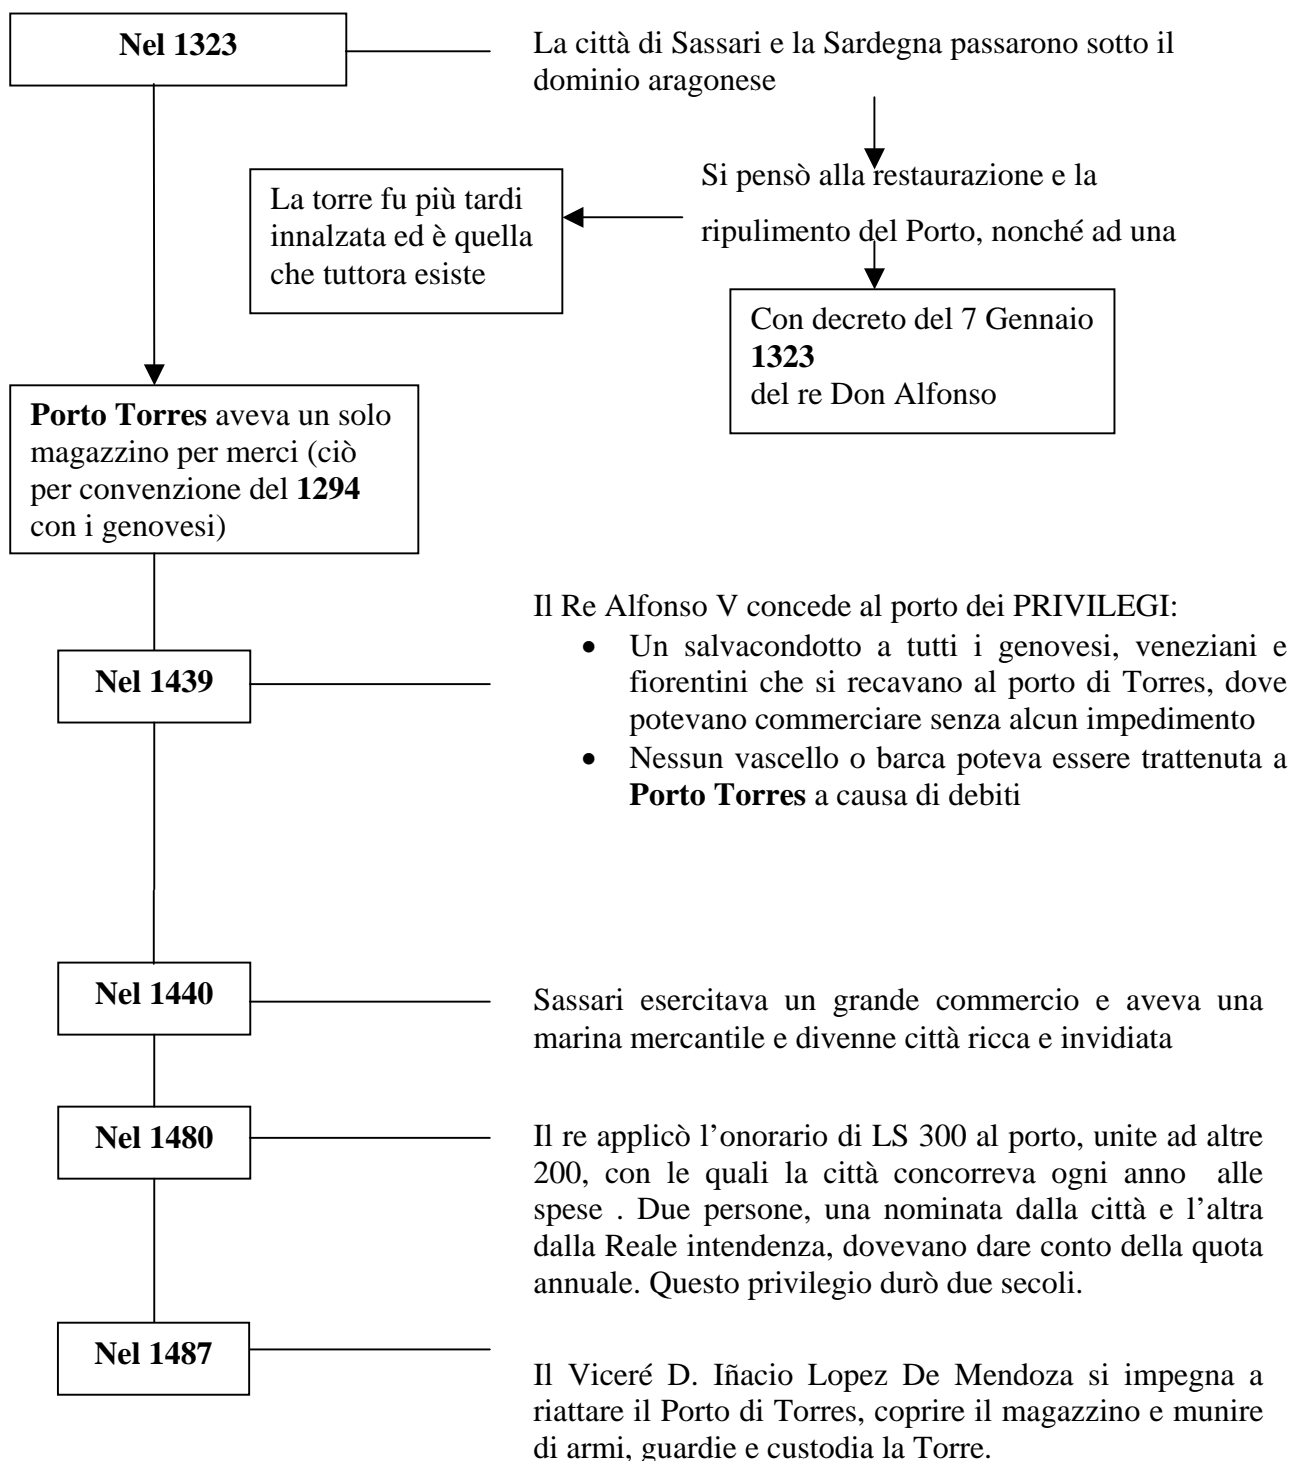 Nel 1323
La città di Sassari e la Sardegna passarono sotto il
dominio aragonese
Si pensò alla restaurazione e la
ripulimento del Porto, nonché ad una
La torre fu più tardi
innalzata ed è quella
che tuttora esiste
Con decreto del 7 Gennaio
1323
del re Don Alfonso
Porto Torres aveva un solo
magazzino per merci (ciò
per convenzione del 1294
con i genovesi)
Nel 1439
Il Re Alfonso V concede al porto dei PRIVILEGI:
• Un salvacondotto a tutti i genovesi, veneziani e
fiorentini che si recavano al porto di Torres, dove
potevano commerciare senza alcun impedimento
• Nessun vascello o barca poteva essere trattenuta a
Porto Torres a causa di debiti
Nel 1440
Sassari esercitava un grande commercio e aveva una
marina mercantile e divenne città ricca e invidiata
Nel 1480
Il re applicò l’onorario di LS 300 al porto, unite ad altre
200, con le quali la città concorreva ogni anno alle
spese . Due persone, una nominata dalla città e l’altra
dalla Reale intendenza, dovevano dare conto della quota
annuale. Questo privilegio durò due secoli.
Nel 1487
Il Viceré D. Iñacio Lopez De Mendoza si impegna a
riattare il Porto di Torres, coprire il magazzino e munire
di armi, guardie e custodia la Torre.